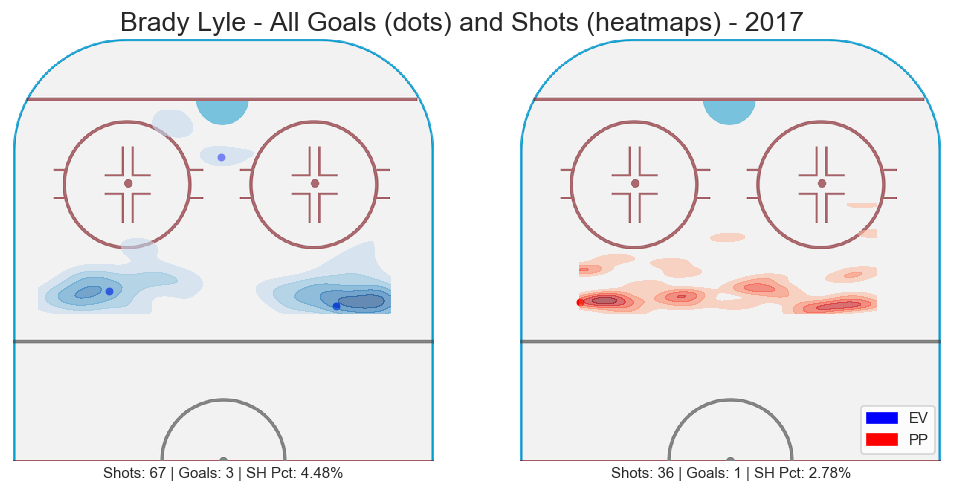 Brady Lyle - All Goals (dots) and Shots (heatmaps) - 2017
EV
PP
Shots: 67 | Goals: 3 | SH Pct: 4.48%
Shots: 36 | Goals: 1 | SH Pct: 2.78%